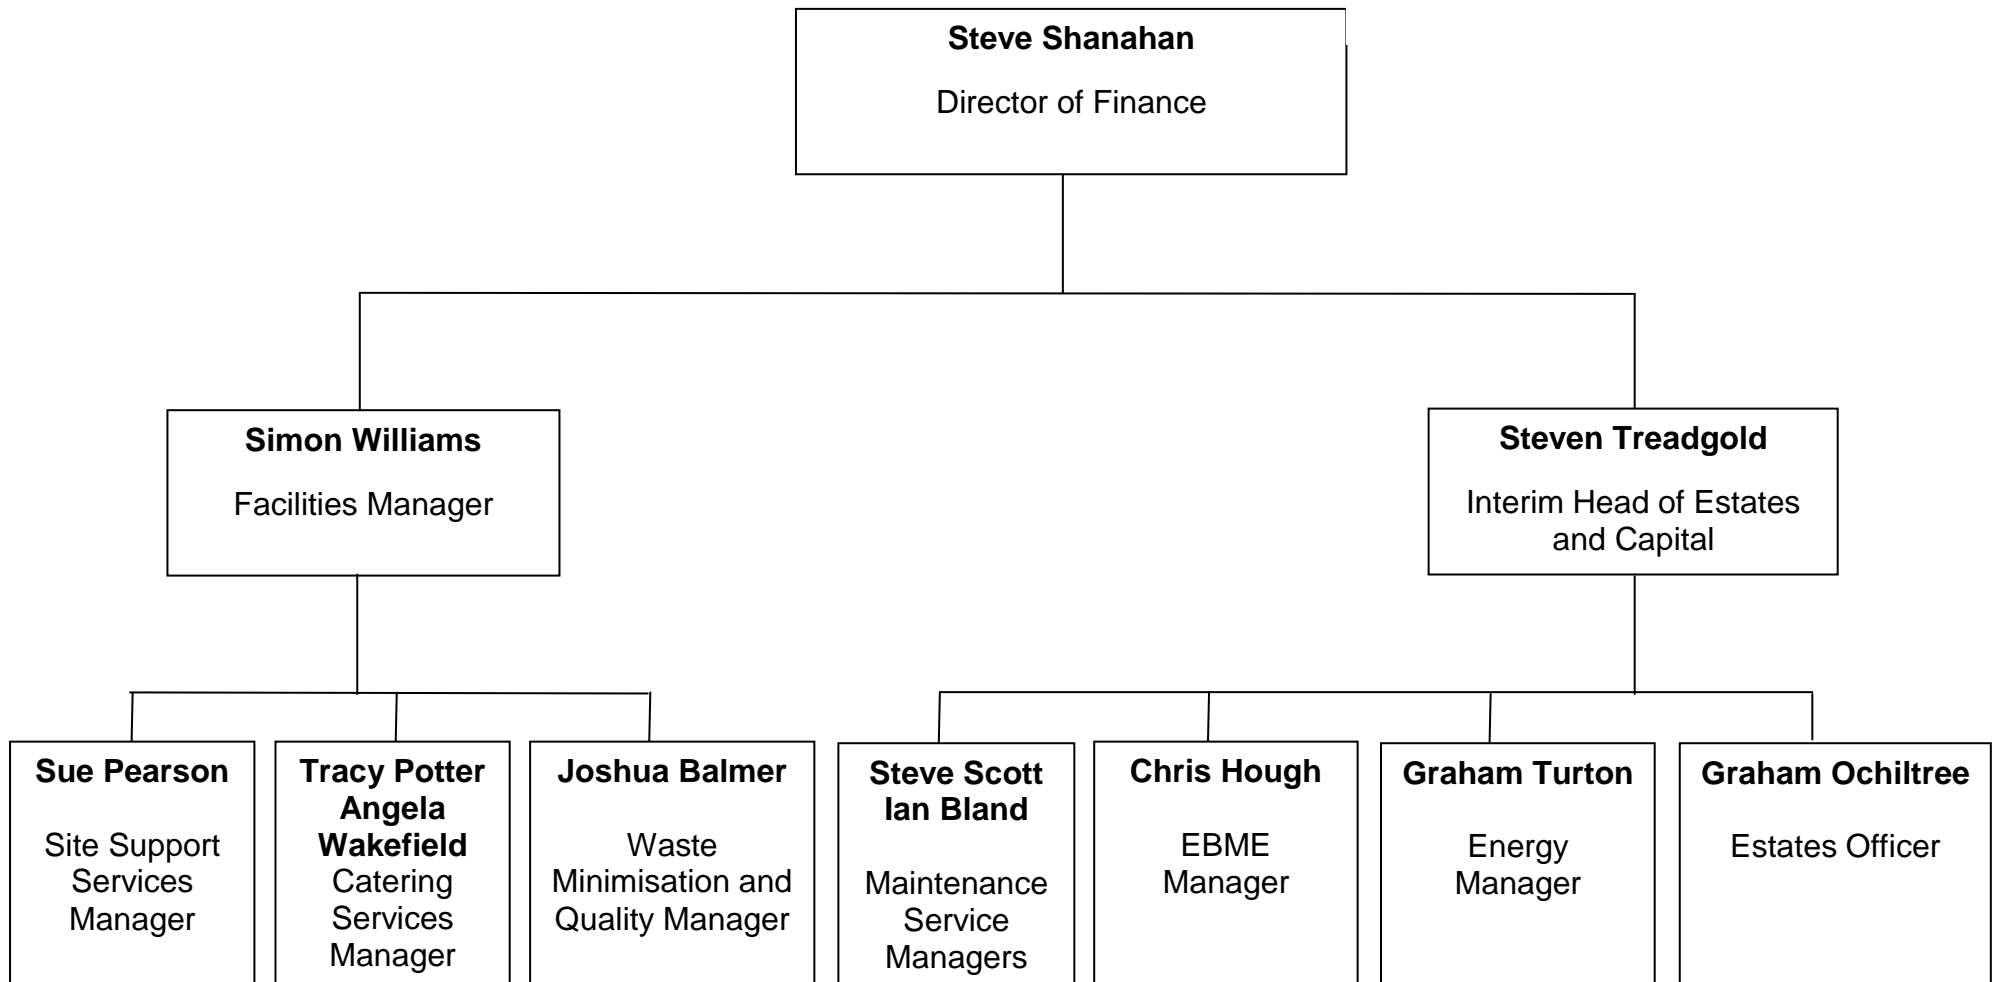 Steve Shanahan
Director of Finance
Simon Williams
Facilities Manager
Steven Treadgold
Interim Head of Estates
and Capital
Sue Pearson
Site Support
Services
Manager
Tracy Potter
Angela
Wakefield
Catering
Services
Manager
Joshua Balmer
Waste
Minimisation and
Quality Manager
Steve Scott
Ian Bland
Maintenance
Service
Managers
Chris Hough
EBME
Manager
Graham Turton
Energy
Manager
Graham Ochiltree
Estates Officer